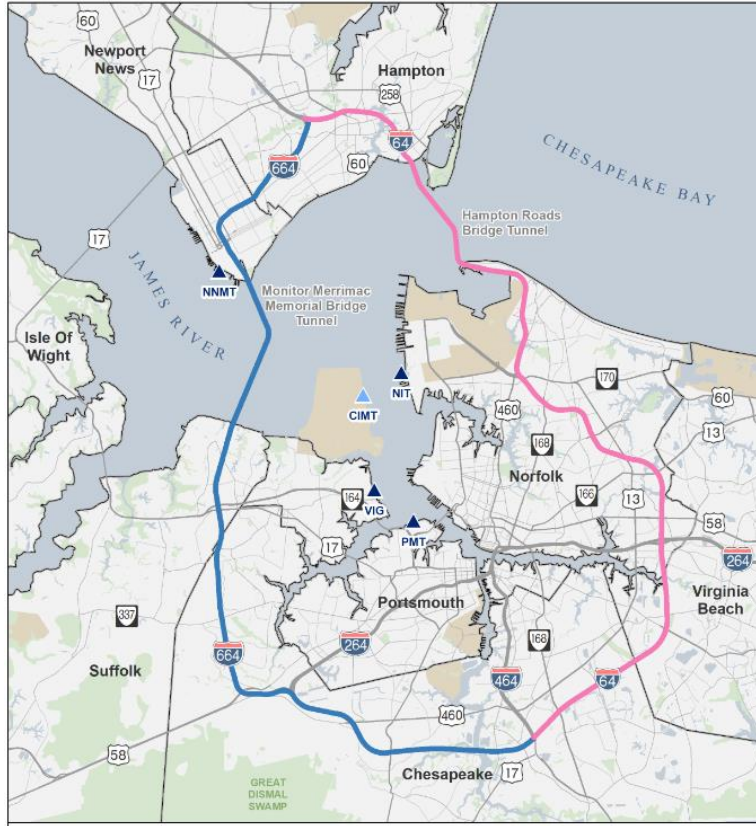 60
Newport
News
17
Hampton
258
64
664
60
CHESAPEAKE BAY
Hampton Roads
Bridge Tunnel
17
JAMES RIVER
NNMT
Monitor Merrimac
Memorial Bridge
Tunnel
Isle Of
Wight
NIT
CIMT
170
460
60
13
168
Norfolk
164
VIG
166
13
17
PMT
58
264
Virginia
Beach
Portsmouth
337
264
168
Suffolk
664
464
64
460
58
Chesapeake
17
GREAT
DISMAL
SWAMP